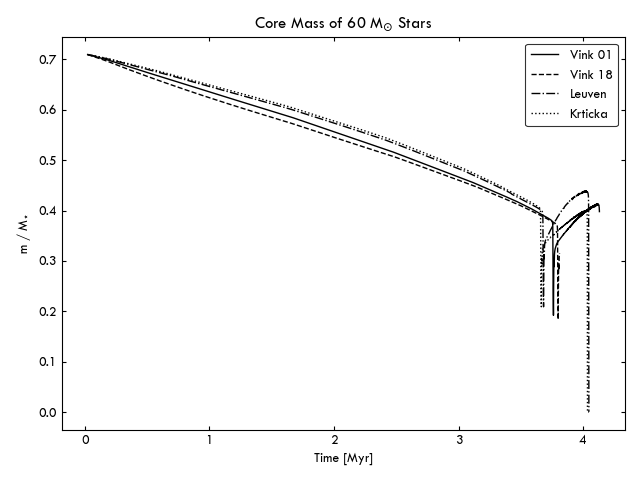 Core Mass of 60 M⊙ Stars
Vink 01
Vink 18
Leuven
Krticka
m / M⋆
0.7
0.6
0.5
0.4
0.3
0.2
0.1
0.0
0 1 2 3 4
Time [Myr]